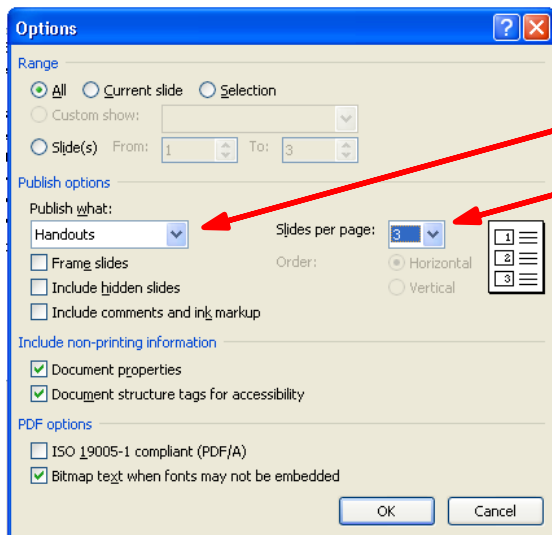 Options
Range
All Current slide Selection
Custom show:
Slide(s) From: 1 To: 3
Publish options
Publish what:
Handouts Slides per page: 3
Frame slides Order: Horizontal
Include hidden slides Vertical
Include comments and ink markup
1
2
3
Include non-printing information
Document properties
Document structure tags for accessibility
PDF options
ISO 19005-1 compliant (PDF/A)
Bitmap text when fonts may not be embedded
OK Cancel